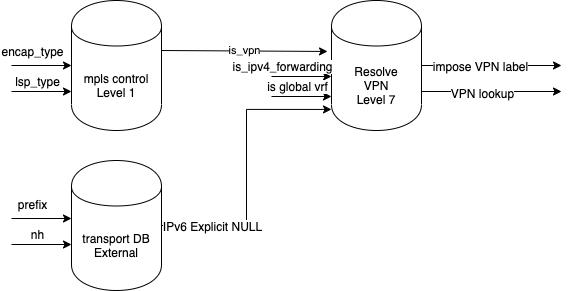 encap_type
lsp_type
mpls control
Level 1
is_vpn
is_ipv4_forwarding
is global vrf
Resolve
VPN
Level 7
impose VPN label
VPN lookup
prefix
nh
transport DB
External
IPv6 Explicit NULL